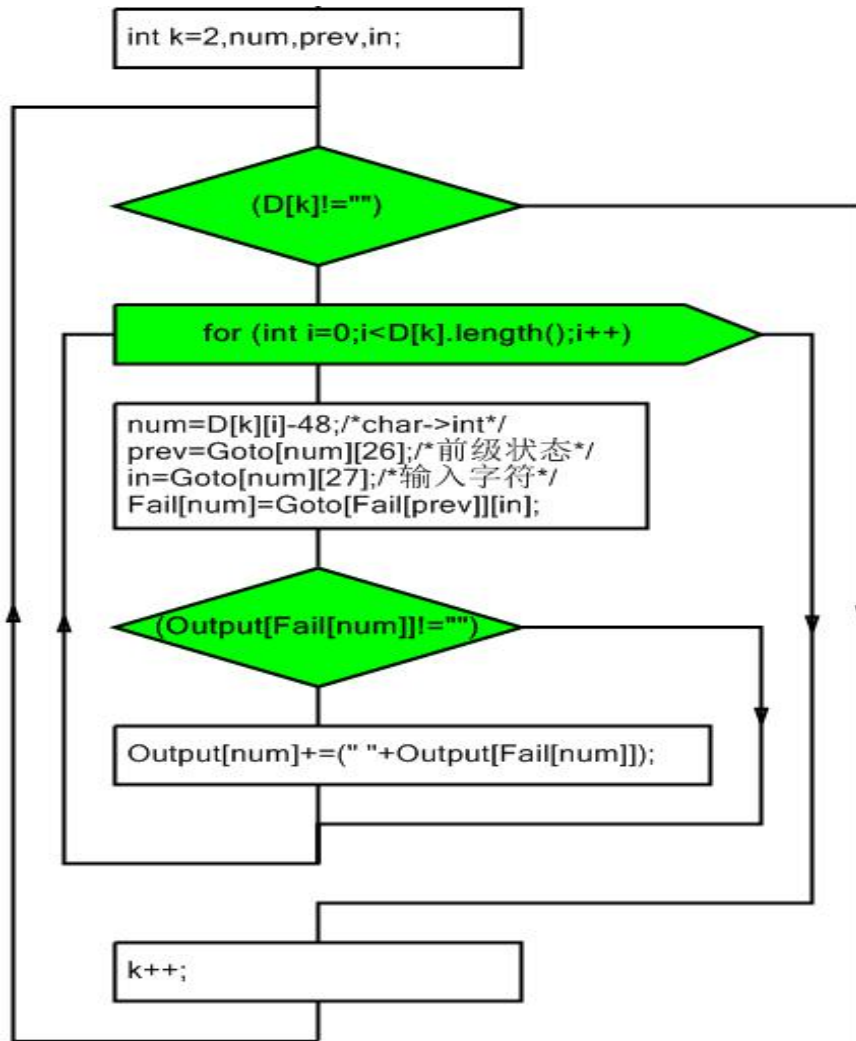 int k=2,num,prev,in;
(D[k]!="")
for (int i=0;i<D[k].length();i++)
num=D[k][i]-48;/*char->int*/
prev=Goto[num][26];/*前级状态*/
in=Goto[num][27];/*输入字符*/
Fail[num]=Goto[Fail[prev]][in];
(Output[Fail[num]]!="")
Output[num]+=(" "+Output[Fail[num]]);
k++;